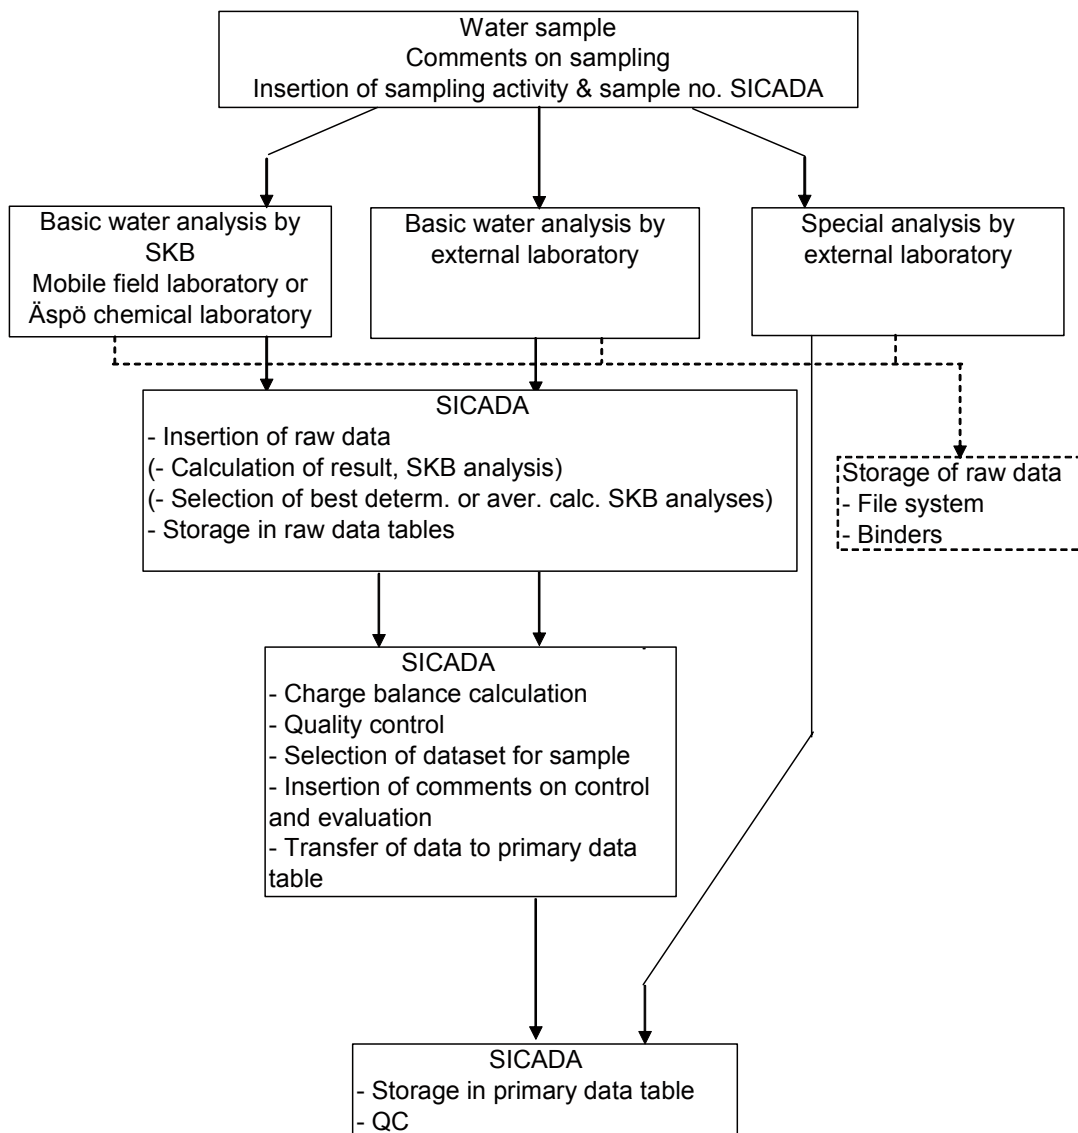 Water sample
Comments on sampling
Insertion of sampling activity & sample no. SICADA
Basic water analysis by
SKB
Mobile field laboratory or
Äspö chemical laboratory
Basic water analysis by
external laboratory
Special analysis by
external laboratory
SICADA
- Insertion of raw data
(- Calculation of result, SKB analysis)
(- Selection of best determ. or aver. calc. SKB analyses)
- Storage in raw data tables
Storage of raw data
- File system
- Binders
SICADA
- Charge balance calculation
- Quality control
- Selection of dataset for sample
- Insertion of comments on control
and evaluation
- Transfer of data to primary data
table
SICADA
- Storage in primary data table
- QC